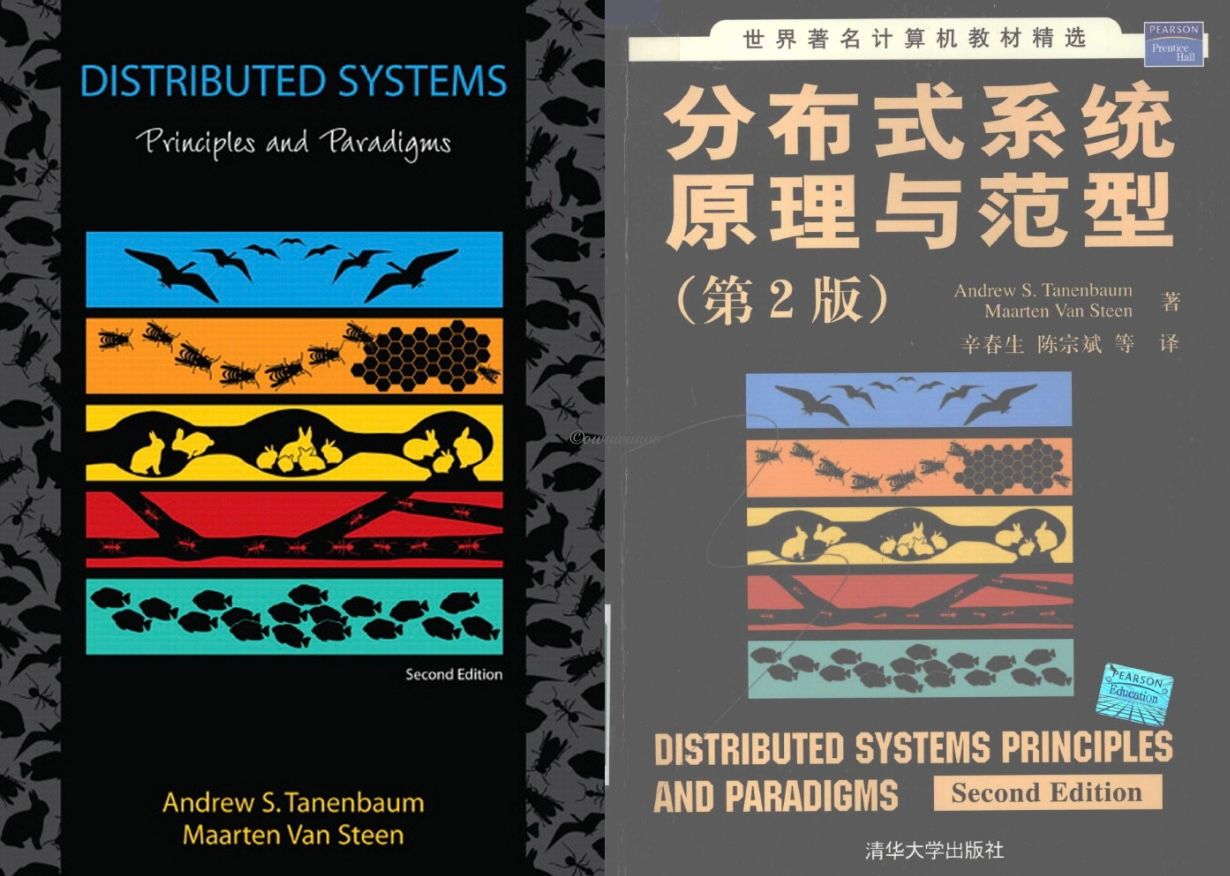 DISTRIBUTED SYSTEMS
Principles and Paradigms
Second Edition
Andrew S. Tanenbaum
Maarten Van Steen
世界著名计算机教材精选
PEARSON
Prentice
Hall
分布式系统
原理与范型
（第2版）
Andrew S. Tanenbaum
Maarten Van Steen
著
辛春生 陈宗斌 等 译
PEARSON
Education
DISTRIBUTED SYSTEMS PRINCIPLES
AND PARADIGMS
Second Edition
清华大学出版社